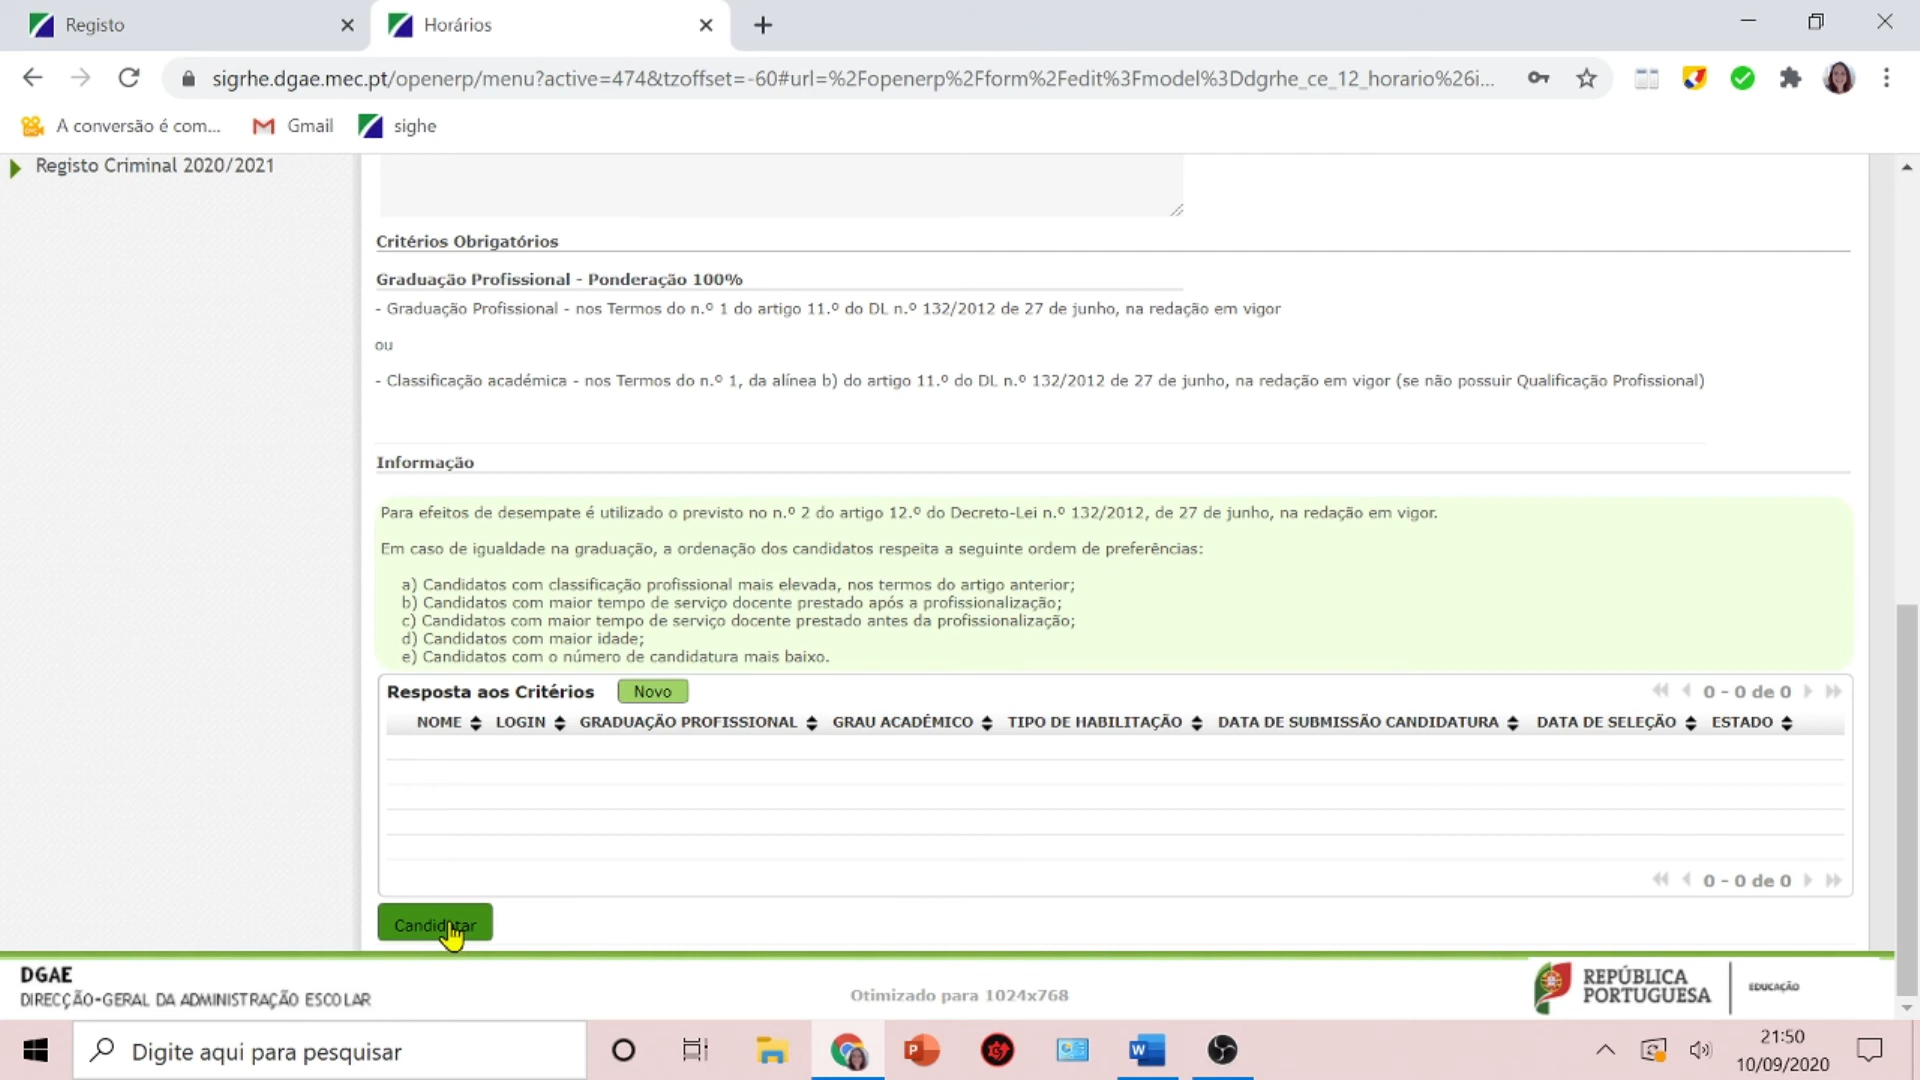 Registo
Horários
sigrhe.dgae.mec.pt/openerp/menu?active=474&tzoffset=-60#url=%2Fopenerp%2Fform%2Fedit%3Fmodel%3Ddgrhe_ce_12_horario%26i...
A conversão é com...
Gmail
sighe
Registo Criminal 2020/2021
Critérios Obrigatórios
Graduação Profissional - Ponderação 100%
- Graduação Profissional - nos Termos do n.º 1 do artigo 11.º do DL n.º 132/2012 de 27 de junho, na redação em vigor
ou
- Classificação académica - nos Termos do n.º 1, da alínea b) do artigo 11.º do DL n.º 132/2012 de 27 de junho, na redação em vigor (se não possuir Qualificação Profissional)
Informação
Para efeitos de desempate é utilizado o previsto no n.º 2 do artigo 12.º do Decreto-Lei n.º 132/2012, de 27 de junho, na redação em vigor.
Em caso de igualdade na graduação, a ordenação dos candidatos respeita a seguinte ordem de preferências:
a) Candidatos com classificação profissional mais elevada, nos termos do artigo anterior;
b) Candidatos com maior tempo de serviço docente prestado após a profissionalização;
c) Candidatos com maior tempo de serviço docente prestado antes da profissionalização;
d) Candidatos com maior idade;
e) Candidatos com o número de candidatura mais baixo.
Resposta aos Critérios Novo 0 - 0 de 0
NOME LOGIN GRADUAÇÃO PROFISSIONAL GRAU ACADÉMICO TIPO DE HABILITAÇÃO DATA DE SUBMISSÃO CANDIDATURA DATA DE SELEÇÃO ESTADO
0 - 0 de 0
Candidatar
DGAE
DIRECÇÃO-GERAL DA ADMINISTRAÇÃO ESCOLAR
Otimizado para 1024x768
REPÚBLICA
PORTUGUESA
EDUCAÇÃO
Digite aqui para pesquisar
21:50
10/09/2020